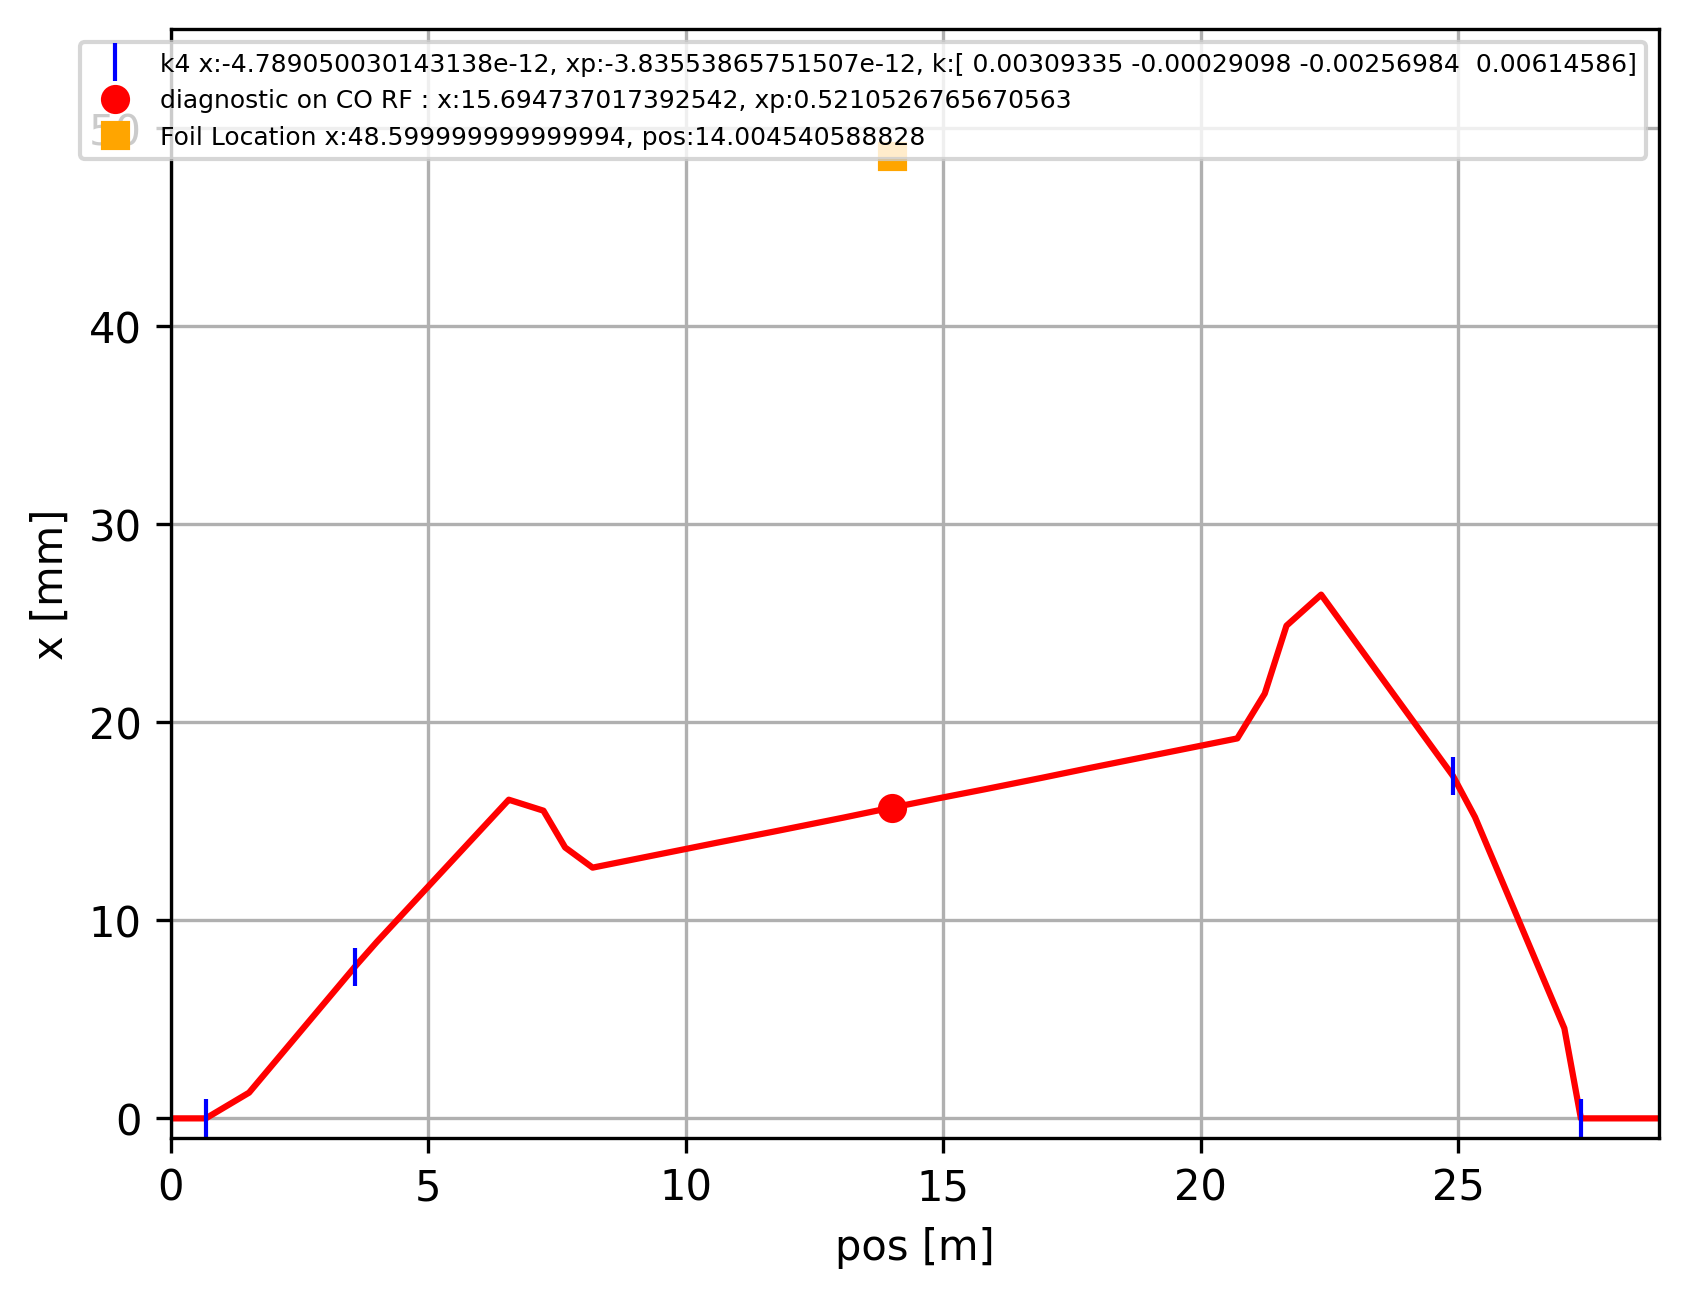 k4 x:-4.789050030143138e-12, xp:-3.83553865751507e-12, k:[ 0.00309335 -0.00029098 -0.00256984  0.00614586]
diagnostic on CO RF : x:15.694737017392542, xp:0.5210526765670563
Foil Location x:48.599999999999994, pos:14.004540588828
50
40
30
20
10
0
x [mm]
0 5 10 15 20 25
pos [m]